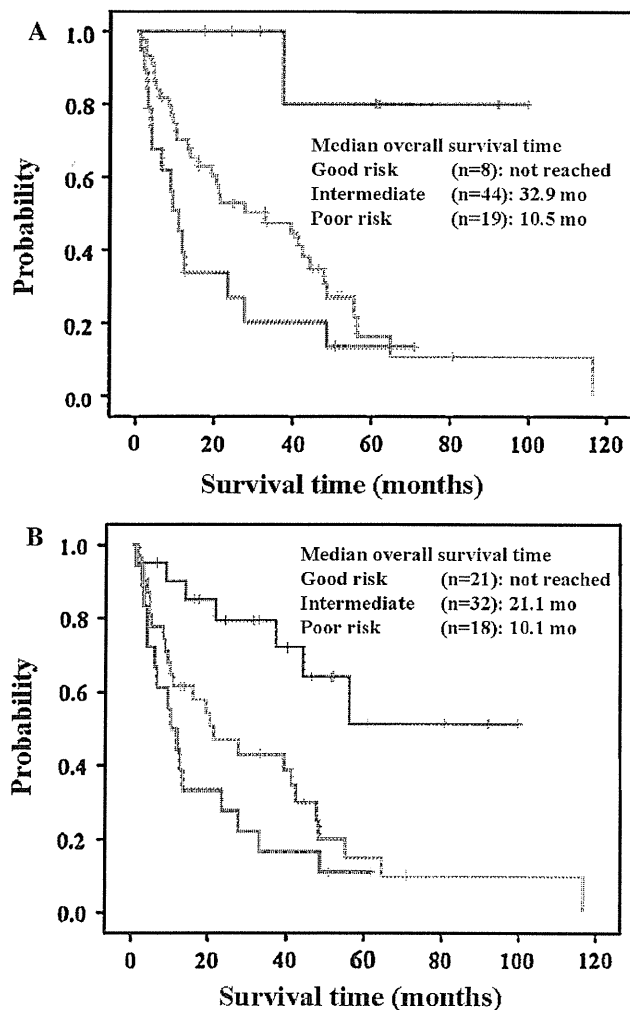 A
1.0
0.8
0.6
0.4
0.2
0.0
Probability
Median overall survival time
Good risk (n=8): not reached
Intermediate (n=44): 32.9 mo
Poor risk (n=19): 10.5 mo
0 20 40 60 80 100 120
Survival time (months)
B
1.0
0.8
0.6
0.4
0.2
0.0
Probability
Median overall survival time
Good risk (n=21): not reached
Intermediate (n=32): 21.1 mo
Poor risk (n=18): 10.1 mo
0 20 40 60 80 100 120
Survival time (months)